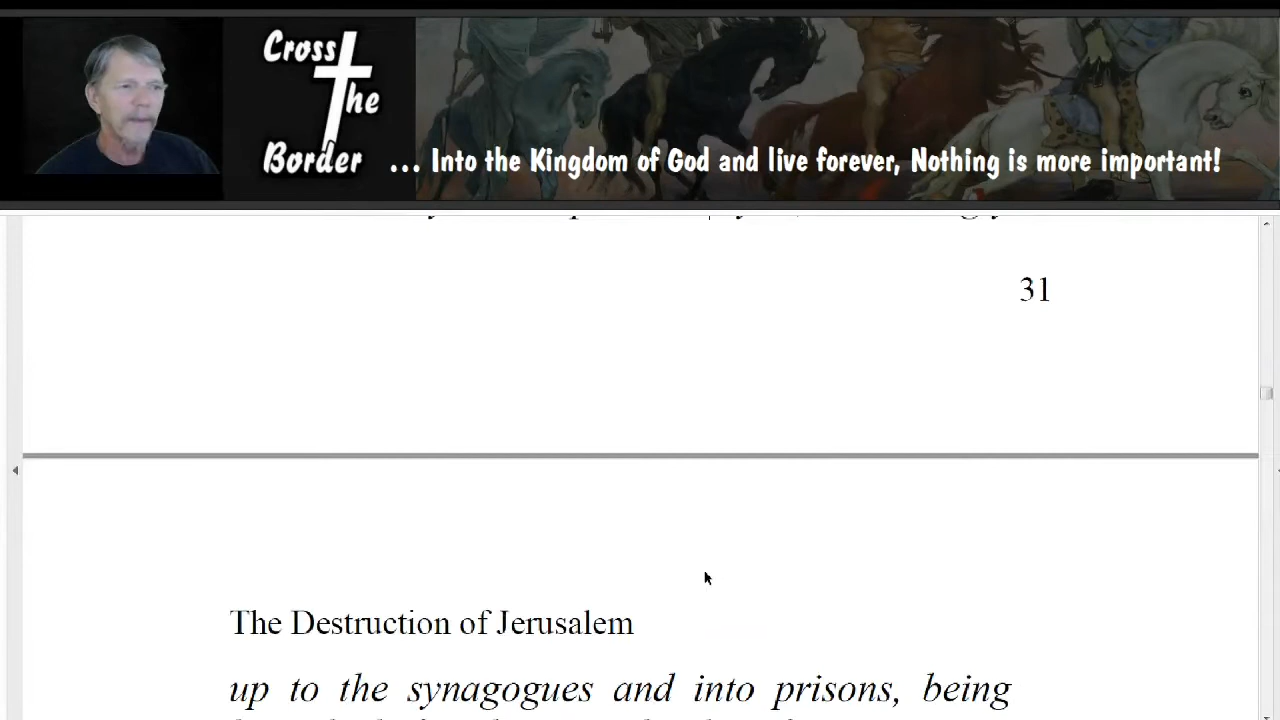 Cross
The
Border
... Into the Kingdom of God and live forever, Nothing is more important!
31
The Destruction of Jerusalem
up to the synagogues and into prisons, being